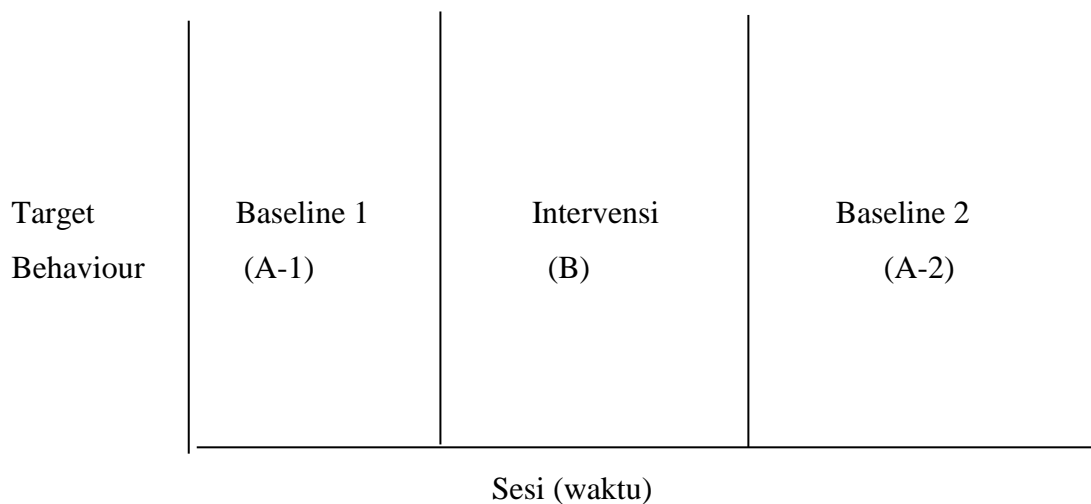 Target Baseline 1 Intervensi Baseline 2
Behaviour (A-1) (B) (A-2)
Sesi (waktu)